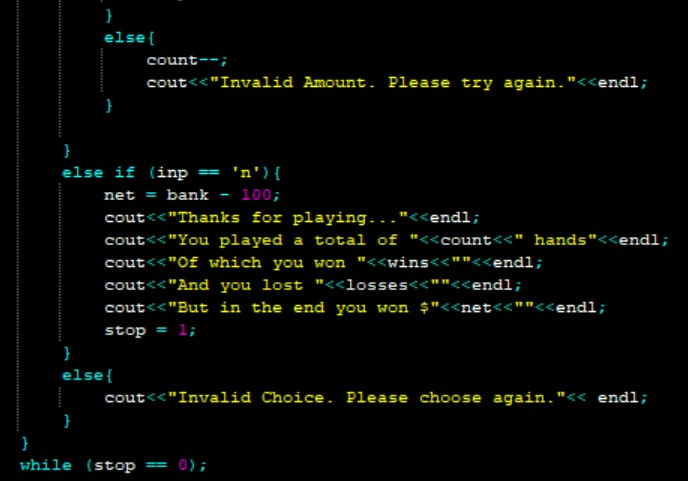 }
else{
count--;
cout<<"Invalid Amount. Please try again."<<endl;
}
}
else if (inp == 'n'){
net = bank - 100;
cout<<"Thanks for playing..."<<endl;
cout<<"You played a total of "<<count<<" hands"<<endl;
cout<<"Of which you won "<<wins<<""<<endl;
cout<<"And you lost "<<losses<<""<<endl;
cout<<"But in the end you won $"<<net<<""<<endl;
stop = 1;
}
else{
cout<<"Invalid Choice. Please choose again."<< endl;
}
}
while (stop == 0);